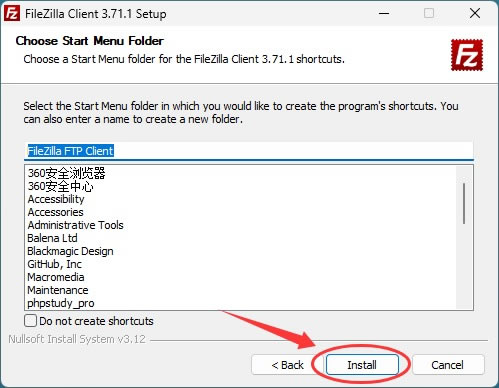 FileZilla Client 3.71.1 Setup
Choose Start Menu Folder
Choose a Start Menu folder for the FileZilla Client 3.71.1 shortcuts.
FZ
Select the Start Menu folder in which you would like to create the program's shortcuts. You
can also enter a name to create a new folder.
FileZilla FTP Client
360安全浏览器
360安全中心
Accessibility
Accessories
Administrative Tools
Balena Ltd
Blackmagic Design
GitHub, Inc
Macromedia
Maintenance
phpstudy_pro
Do not create shortcuts
Nullsoft Install System v3.12
< Back
Install
Cancel